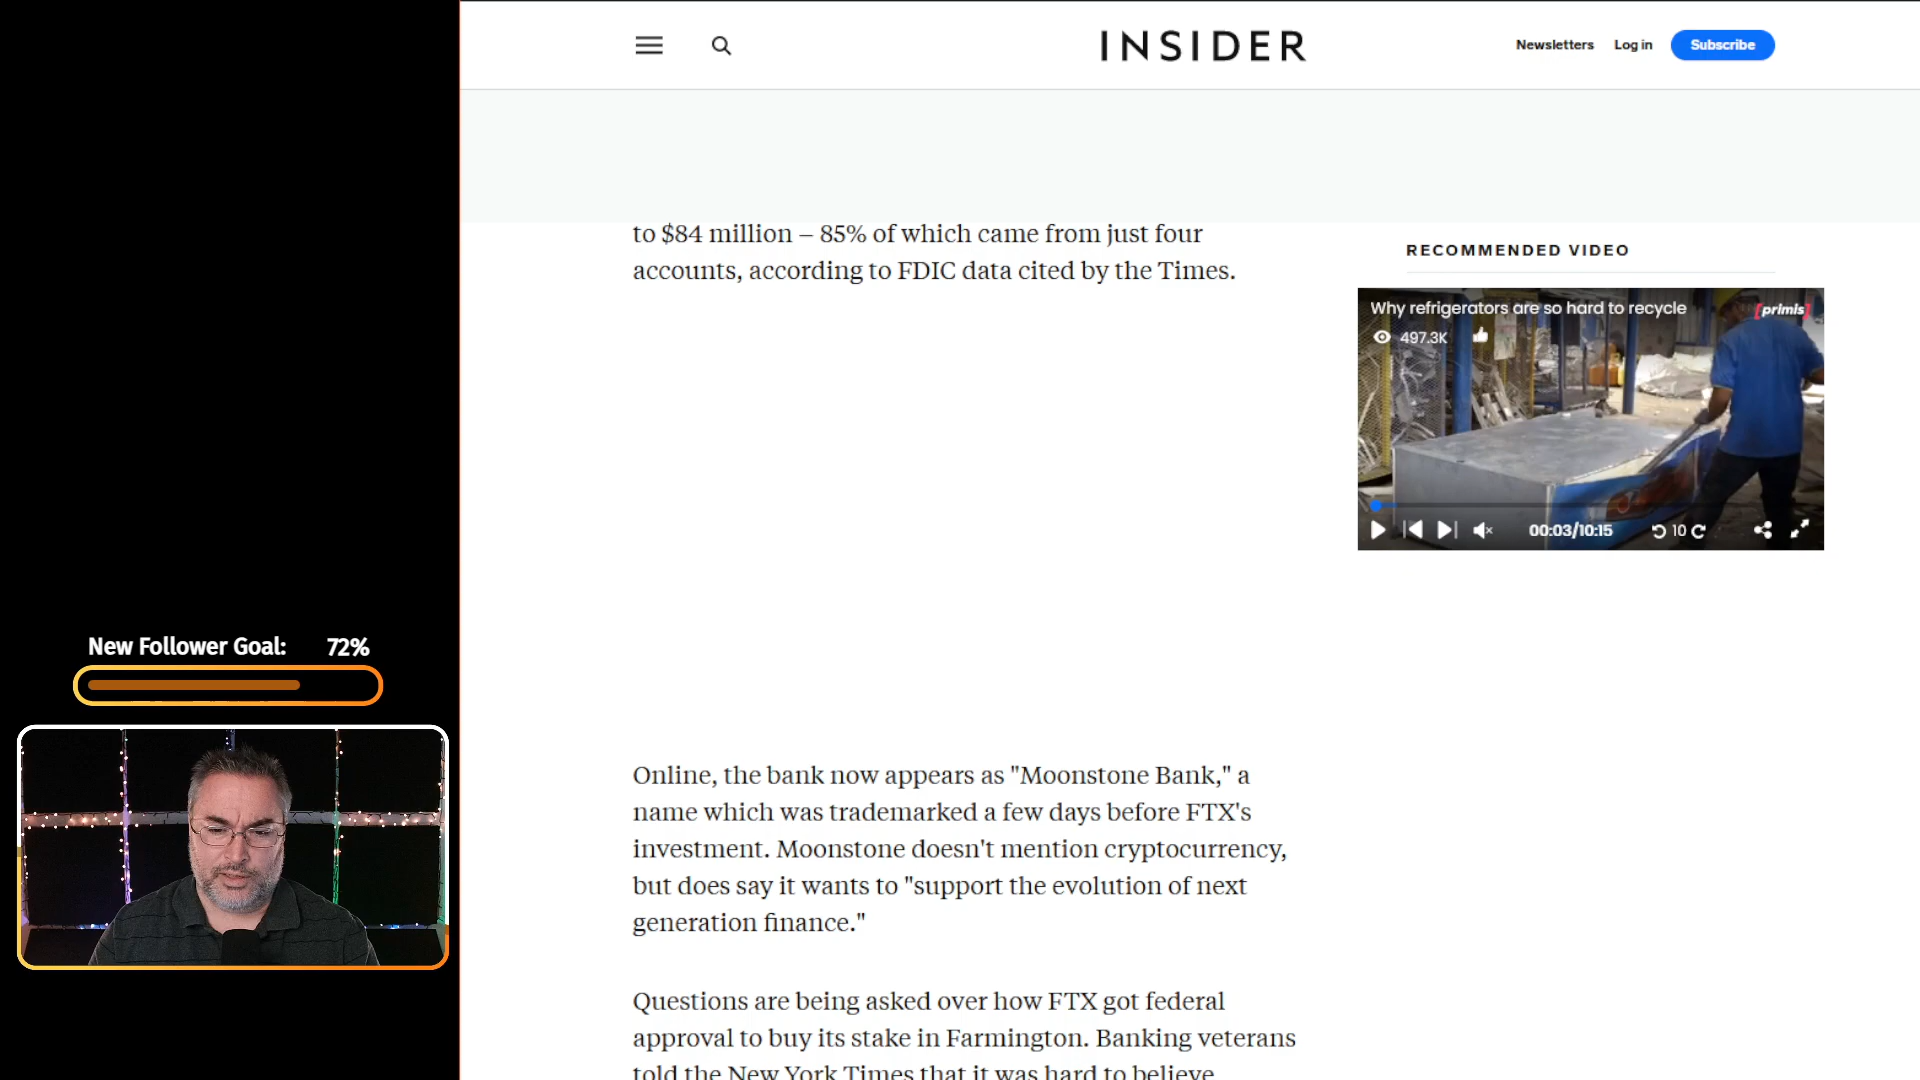 INSIDER
Newsletters
Log in
Subscribe
to $84 million – 85% of which came from just four
accounts, according to FDIC data cited by the Times.
RECOMMENDED VIDEO
Why refrigerators are so hard to recycle
[primis]
497.3K
00:03/10:15
10
New Follower Goal: 72%
Online, the bank now appears as "Moonstone Bank," a
name which was trademarked a few days before FTX's
investment. Moonstone doesn't mention cryptocurrency,
but does say it wants to "support the evolution of next
generation finance."
Questions are being asked over how FTX got federal
approval to buy its stake in Farmington. Banking veterans
told the New York Times that it was hard to believe